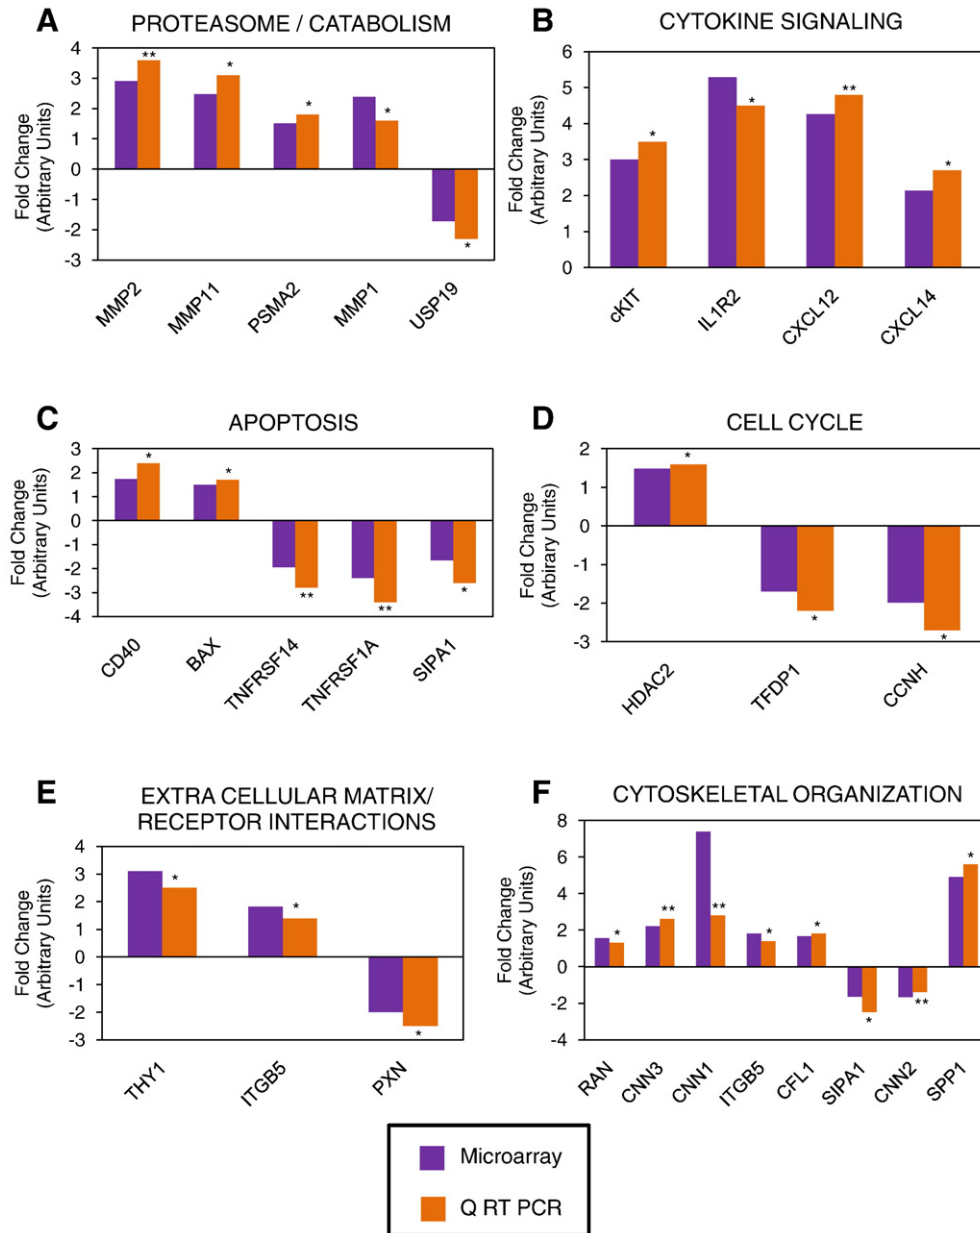 A PROTEASOME / CATABOLISM
Fold Change
(Arbitrary Units)
4
3
2
1
0
-1
-2
-3
** * * * *
MMP2 MMP11 PSMA2 MMP1 USP19
B CYTOKINE SIGNALING
Fold Change
(Arbitrary Units)
6
5
4
3
2
1
0
* * ** *
cKIT IL1R2 CXCL12 CXCL14
C APOPTOSIS
Fold Change
(Arbitrary Units)
3
2
1
0
-1
-2
-3
-4
* * ** ** *
CD40 BAX TNFRSF14 TNFRSF1A SIPA1
D CELL CYCLE
Fold Change
(Arbirary Units)
2
1
0
-1
-2
-3
* * *
HDAC2 TFDP1 CCNH
E EXTRA CELLULAR MATRIX/
RECEPTOR INTERACTIONS
Fold Change
(Arbitrary Units)
4
3
2
1
0
-1
-2
-3
* * *
THY1 ITGB5 PXN
F CYTOSKELETAL ORGANIZATION
Fold Change
(Arbitrary Units)
8
6
4
2
0
-2
-4
* ** ** * * * ** *
RAN CNN3 CNN1 ITGB5 CFL1 SIPA1 CNN2 SPP1
Microarray
Q RT PCR